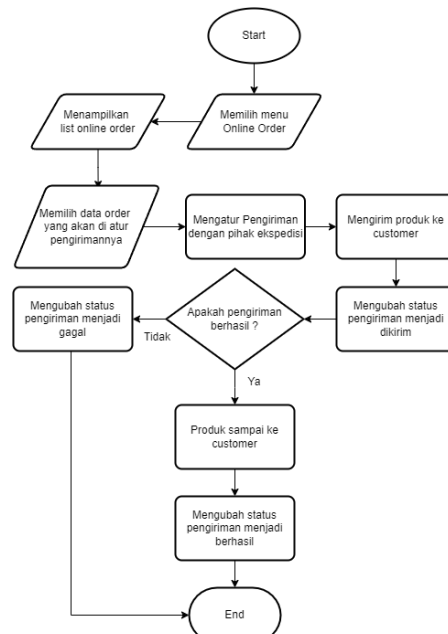 Start
Memilih menu
Online Order
Menampilkan
list online order
Memilih data order
yang akan di atur
pengirimannya
Mengatur Pengiriman
dengan pihak ekspedisi
Mengirim produk ke
customer
Mengubah status
pengiriman menjadi
dikirim
Apakah pengiriman
berhasil ?
Tidak
Mengubah status
pengiriman menjadi
gagal
Ya
Produk sampai ke
customer
Mengubah status
pengiriman menjadi
berhasil
End